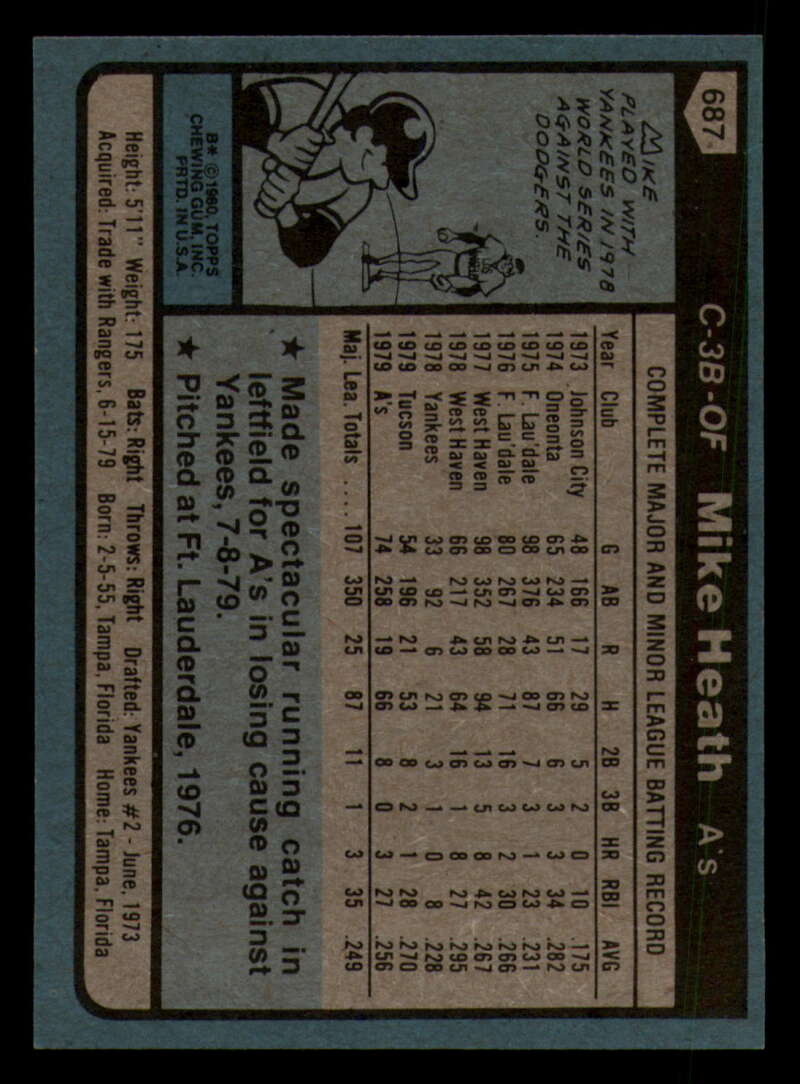 687
C-3B-OF Mike Heath A's
MIKE
PLAYED WITH
YANKEES IN 1978
WORLD SERIES
AGAINST THE
DODGERS.
B* © 1980, TOPPS
CHEWING GUM, INC.
PRTD. IN U.S.A.
COMPLETE MAJOR AND MINOR LEAGUE BATTING RECORD
Year Club G AB R H 2B 3B HR RBI AVG
1973 Johnson City 48 166 17 29 5 2 0 10 .175
1974 Oneonta 65 234 51 66 6 3 3 34 .282
1975 F. Lau'dale 98 376 43 87 7 3 1 23 .231
1976 F. Lau'dale 80 267 28 71 16 3 2 30 .266
1977 West Haven 98 352 58 94 13 5 8 42 .267
1978 West Haven 66 217 43 64 16 1 8 27 .295
1978 Yankees 33 92 6 21 3 1 0 8 .228
1979 Tucson 54 196 21 53 8 2 1 28 .270
1979 A's 74 258 19 66 8 0 3 27 .256
Maj. Lea. Totals .... 107 350 25 87 11 1 3 35 .249
★ Made spectacular running catch in
leftfield for A's in losing cause against
Yankees, 7-8-79.
★ Pitched at Ft. Lauderdale, 1976.
Height: 5'11" Weight: 175 Bats: Right Throws: Right Drafted: Yankees #2 - June, 1973
Acquired: Trade with Rangers, 6-15-79 Born: 2-5-55, Tampa, Florida Home: Tampa, Florida